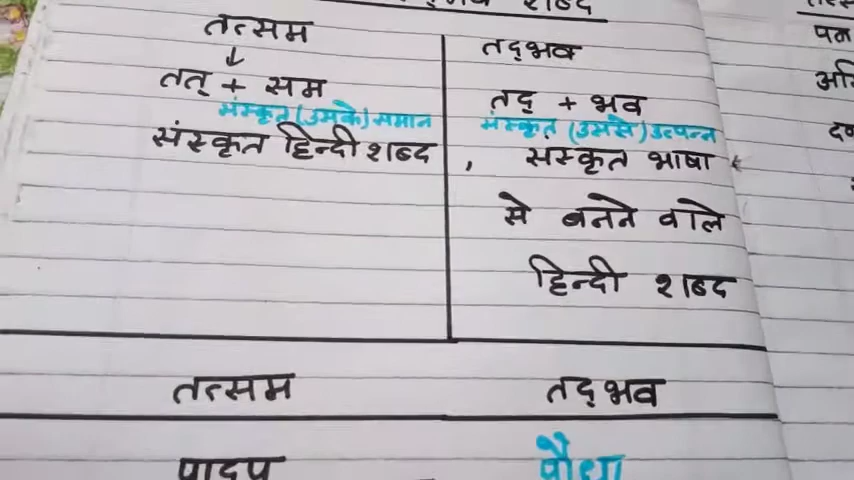 शब्द
तत्सम
↓
तत् + सम
संस्कृत (उसके) समान
संस्कृत हिन्दी शब्द
तद्भव
तद् + भव
संस्कृत (उससे) उत्पन्न
, संस्कृत भाषा
से बनने वाले
हिन्दी शब्द
तत्सम तद्भव
पादप पौधा